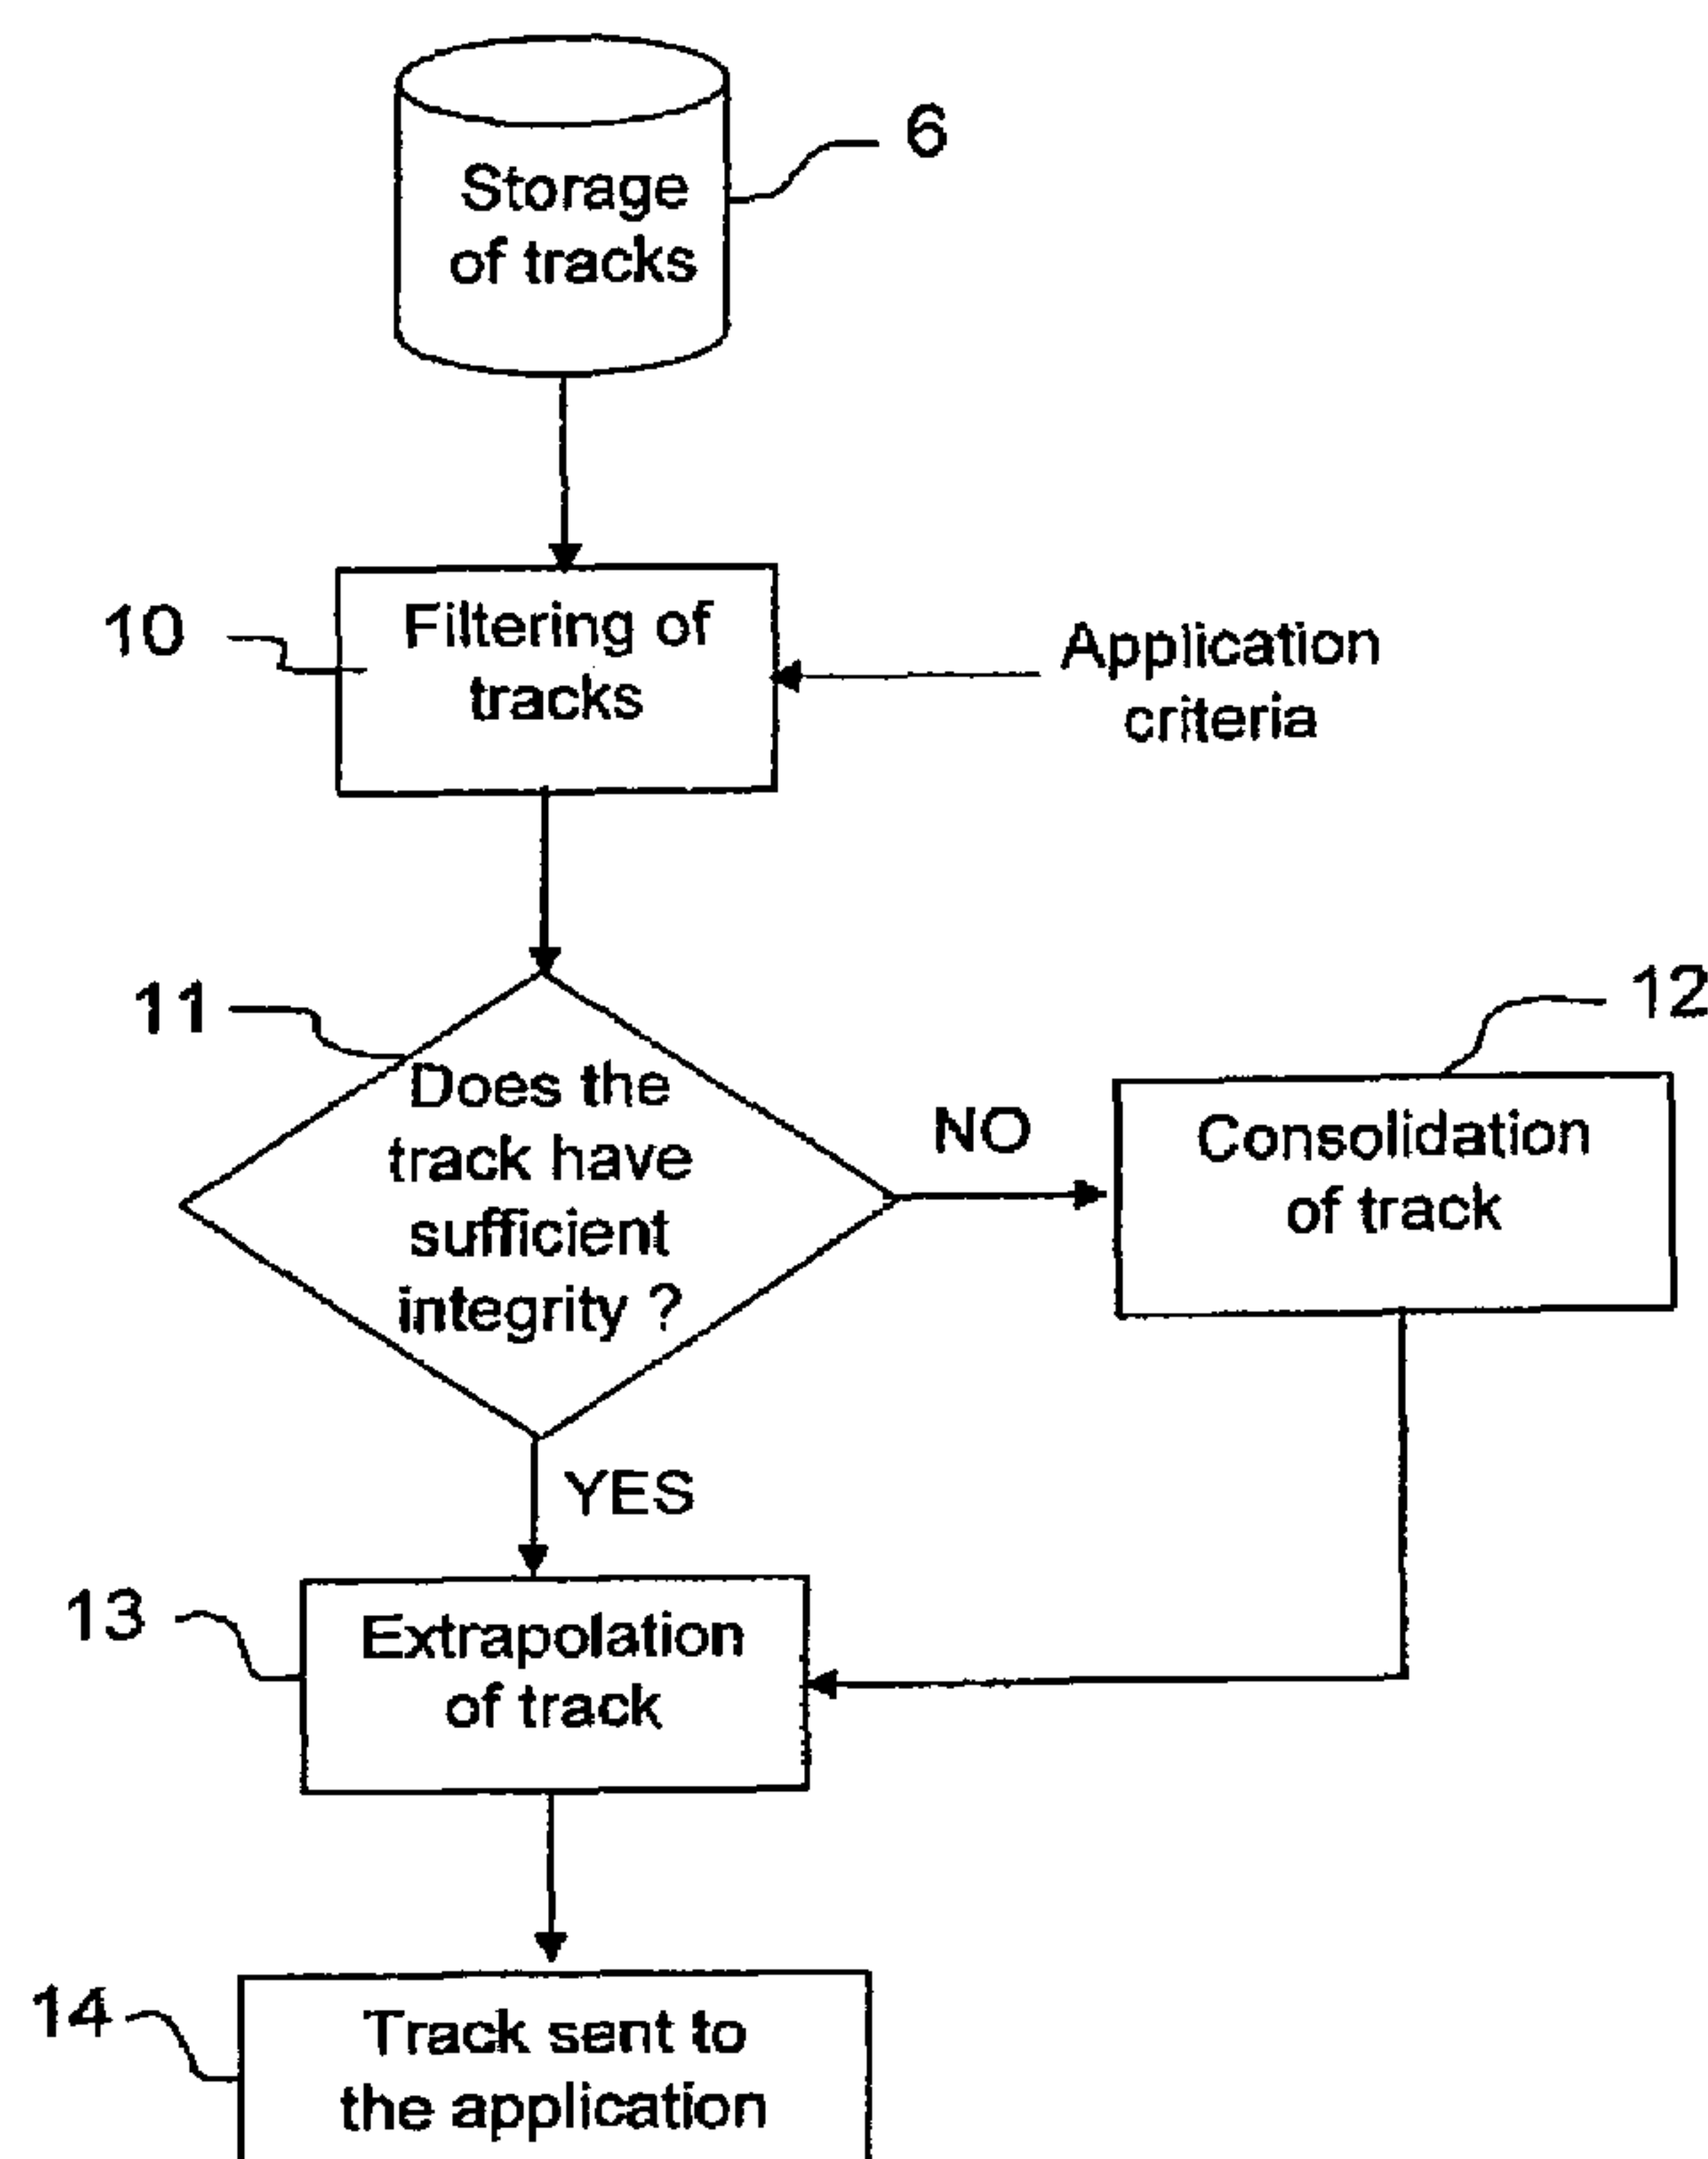 6
Storage
of tracks
10
Filtering of
tracks
Application
criteria
11
Does the
track have
sufficient
integrity ?
NO
12
Consolidation
of track
YES
13
Extrapolation
of track
14
Track sent to
the application